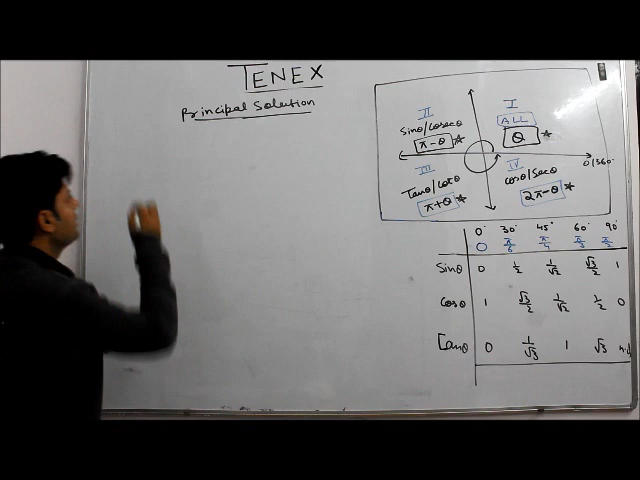 TENEX
Principal Solution
II
Sinθ/cosecθ
π-θ ☆
I
ALL
θ ☆
III
Tanθ/cotθ
π+θ ☆
IV
cosθ/Secθ
2π-θ ☆
0/360°
0° 30° 45° 60° 90°
0 π/6 π/4 π/3 π/2
Sinθ 0 1/2 1/√2 √3/2 1
cosθ 1 √3/2 1/√2 1/2 0
Tanθ 0 1/√3 1 √3 n.d